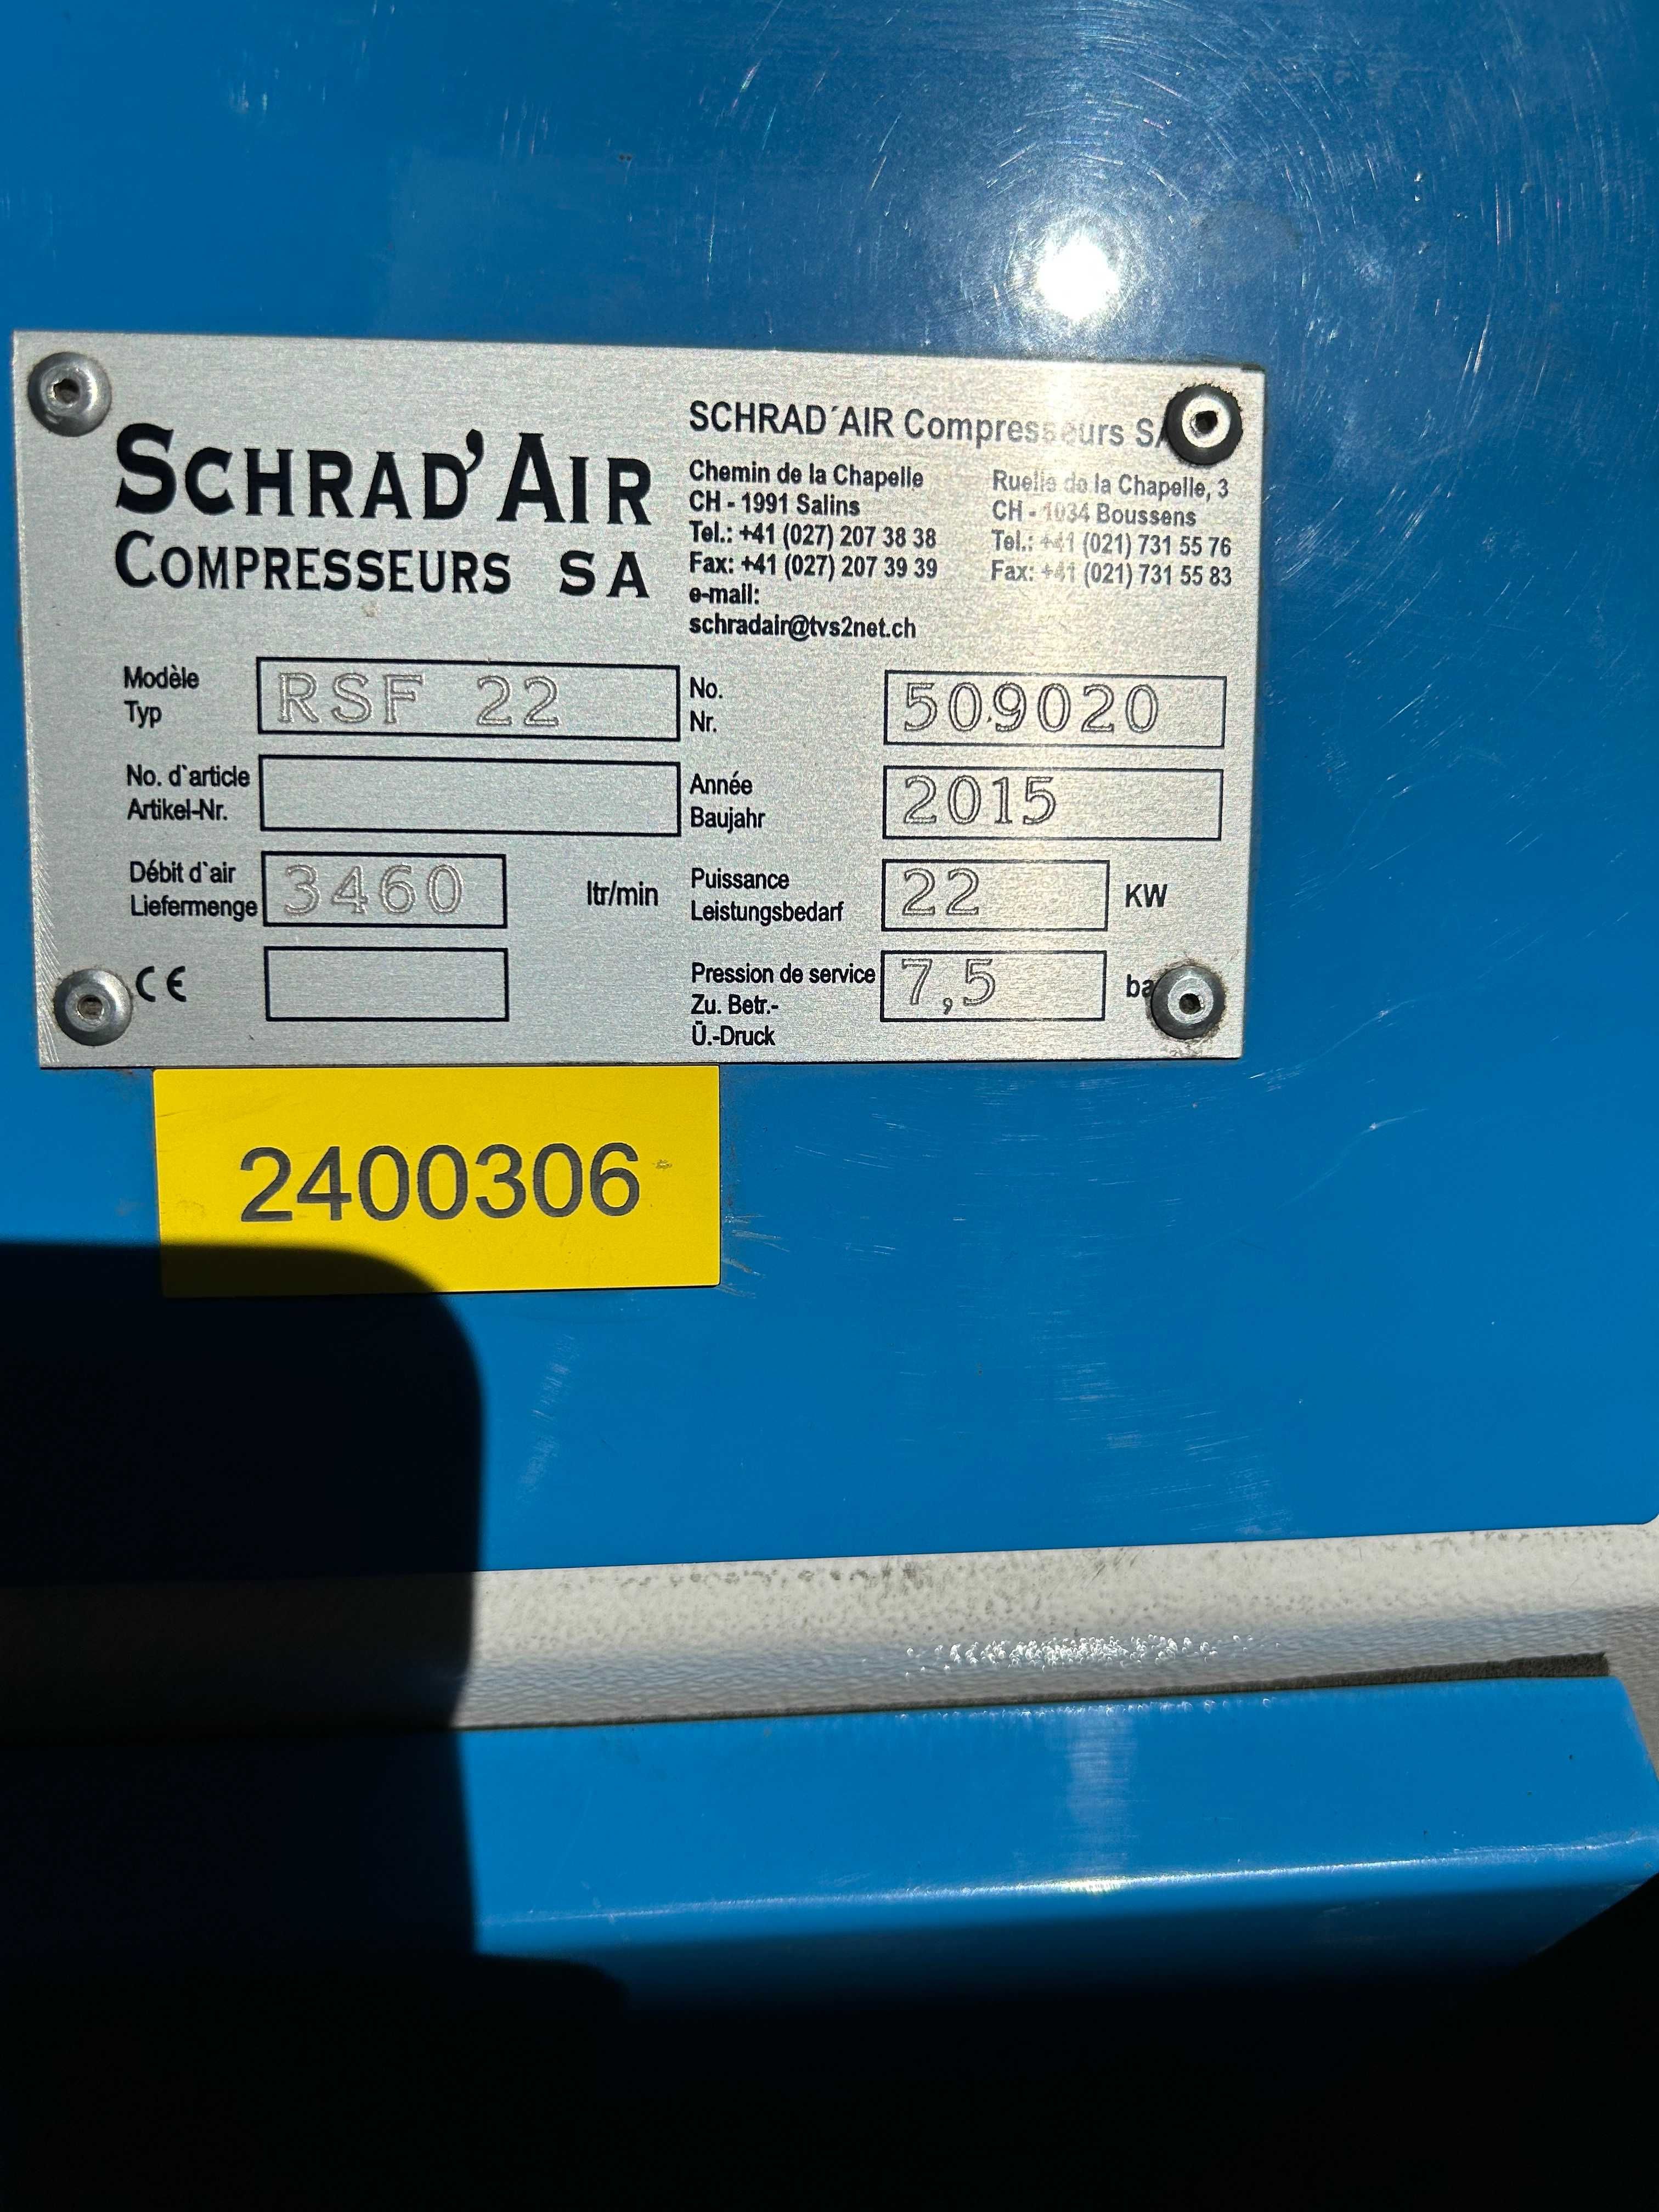 SCHRAD'AIR
COMPRESSEURS SA
SCHRAD´AIR Compresseurs SA
Chemin de la Chapelle
CH - 1991 Salins
Tel.: +41 (027) 207 38 38
Fax: +41 (027) 207 39 39
e-mail:
schradair@tvs2net.ch
Ruelle de la Chapelle, 3
CH - 1034 Boussens
Tel.: +41 (021) 731 55 76
Fax: +41 (021) 731 55 83
Modèle
Typ
RSF 22
No.
Nr.
509020
No. d`article
Artikel-Nr.
Année
Baujahr
2015
Débit d`air
Liefermenge
3460
ltr/min
Puissance
Leistungsbedarf
22
KW
CE
Pression de service
Zu. Betr.-
Ü.-Druck
7,5
ba
2400306